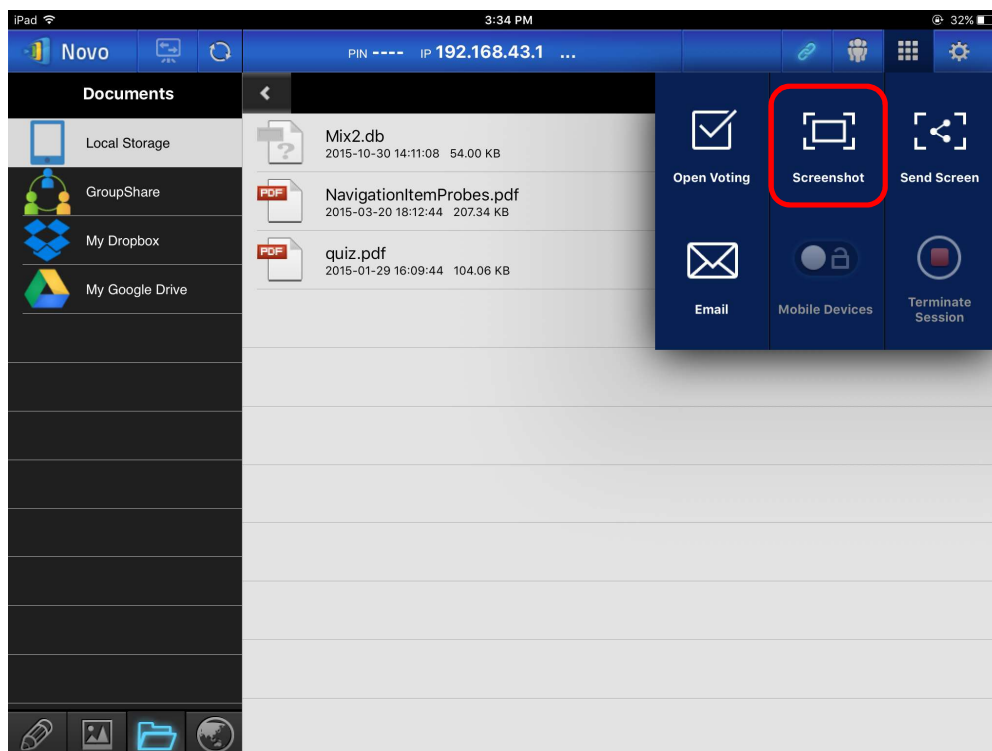 iPad 3:34 PM 32%
Novo PIN ---- IP 192.168.43.1 ...
Documents
Local Storage
GroupShare
My Dropbox
My Google Drive
Mix2.db
2015-10-30 14:11:08 54.00 KB
PDF
NavigationItemProbes.pdf
2015-03-20 18:12:44 207.34 KB
PDF
quiz.pdf
2015-01-29 16:09:44 104.06 KB
Open Voting
Screenshot
Send Screen
Email
Mobile Devices
Terminate
Session